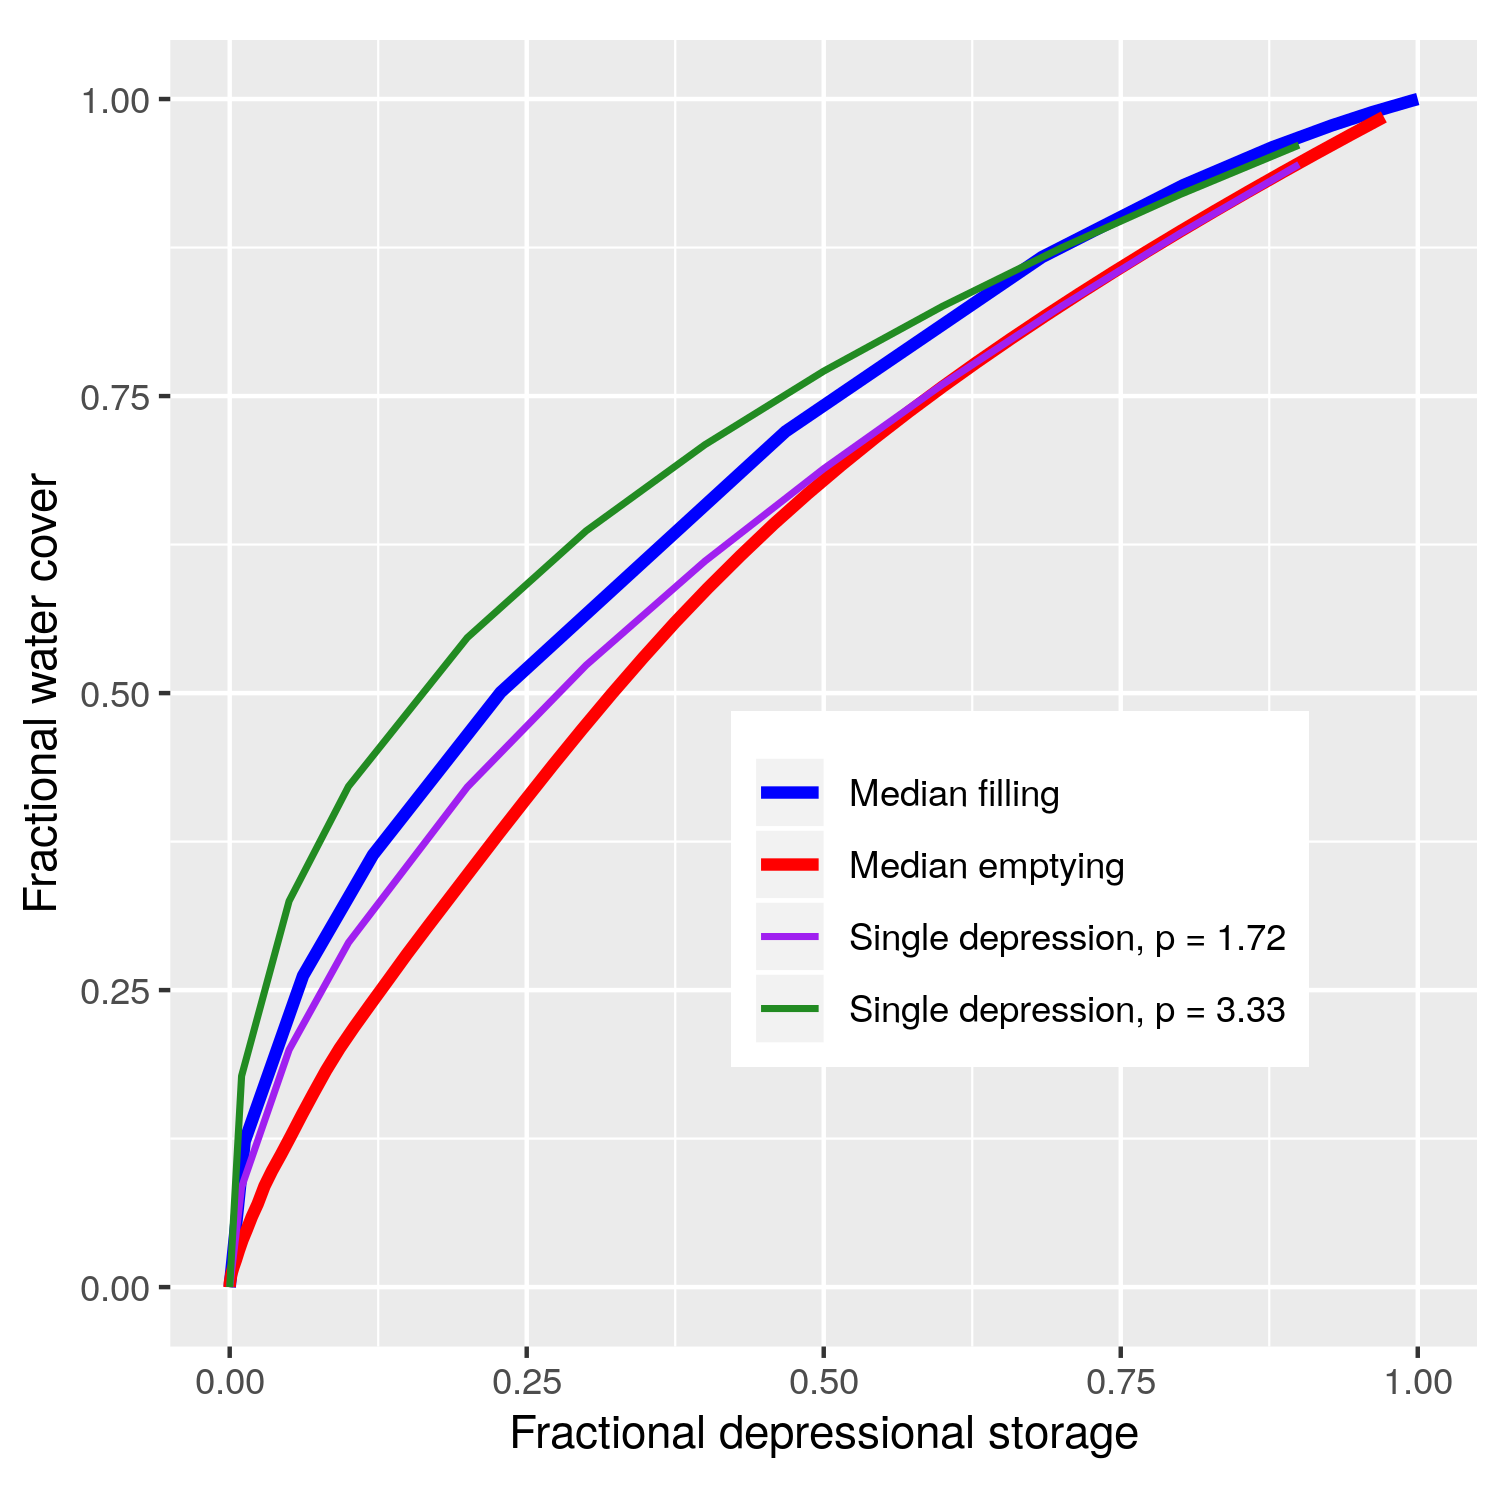 1.00
0.75
0.50
0.25
0.00
Fractional water cover
Median filling
Median emptying
Single depression, p = 1.72
Single depression, p = 3.33
0.00 0.25 0.50 0.75 1.00
Fractional depressional storage